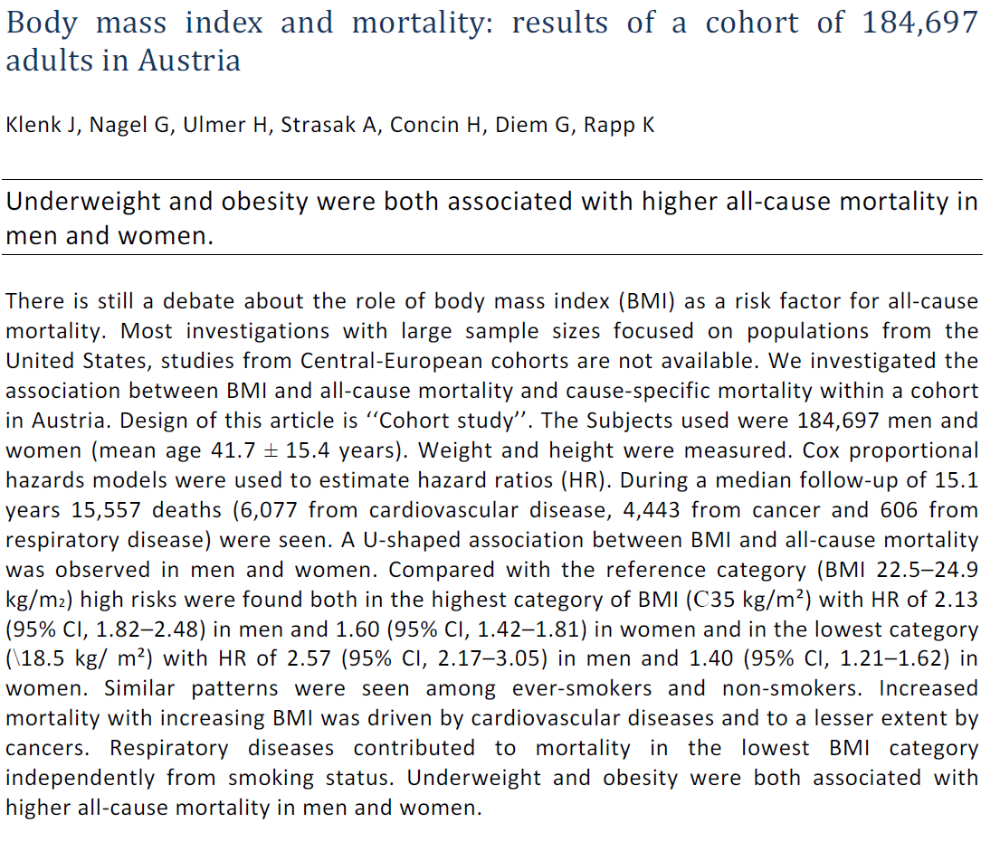 Body mass index and mortality: results of a cohort of 184,697
adults in Austria
Klenk J, Nagel G, Ulmer H, Strasak A, Concin H, Diem G, Rapp K
Underweight and obesity were both associated with higher all-cause mortality in
men and women.
There is still a debate about the role of body mass index (BMI) as a risk factor for all-cause
mortality. Most investigations with large sample sizes focused on populations from the
United States, studies from Central-European cohorts are not available. We investigated the
association between BMI and all-cause mortality and cause-specific mortality within a cohort
in Austria. Design of this article is ‘‘Cohort study’’. The Subjects used were 184,697 men and
women (mean age 41.7 ± 15.4 years). Weight and height were measured. Cox proportional
hazards models were used to estimate hazard ratios (HR). During a median follow-up of 15.1
years 15,557 deaths (6,077 from cardiovascular disease, 4,443 from cancer and 606 from
respiratory disease) were seen. A U-shaped association between BMI and all-cause mortality
was observed in men and women. Compared with the reference category (BMI 22.5–24.9
kg/m₂) high risks were found both in the highest category of BMI (C35 kg/m²) with HR of 2.13
(95% CI, 1.82–2.48) in men and 1.60 (95% CI, 1.42–1.81) in women and in the lowest category
(\18.5 kg/ m²) with HR of 2.57 (95% CI, 2.17–3.05) in men and 1.40 (95% CI, 1.21–1.62) in
women. Similar patterns were seen among ever-smokers and non-smokers. Increased
mortality with increasing BMI was driven by cardiovascular diseases and to a lesser extent by
cancers. Respiratory diseases contributed to mortality in the lowest BMI category
independently from smoking status. Underweight and obesity were both associated with
higher all-cause mortality in men and women.